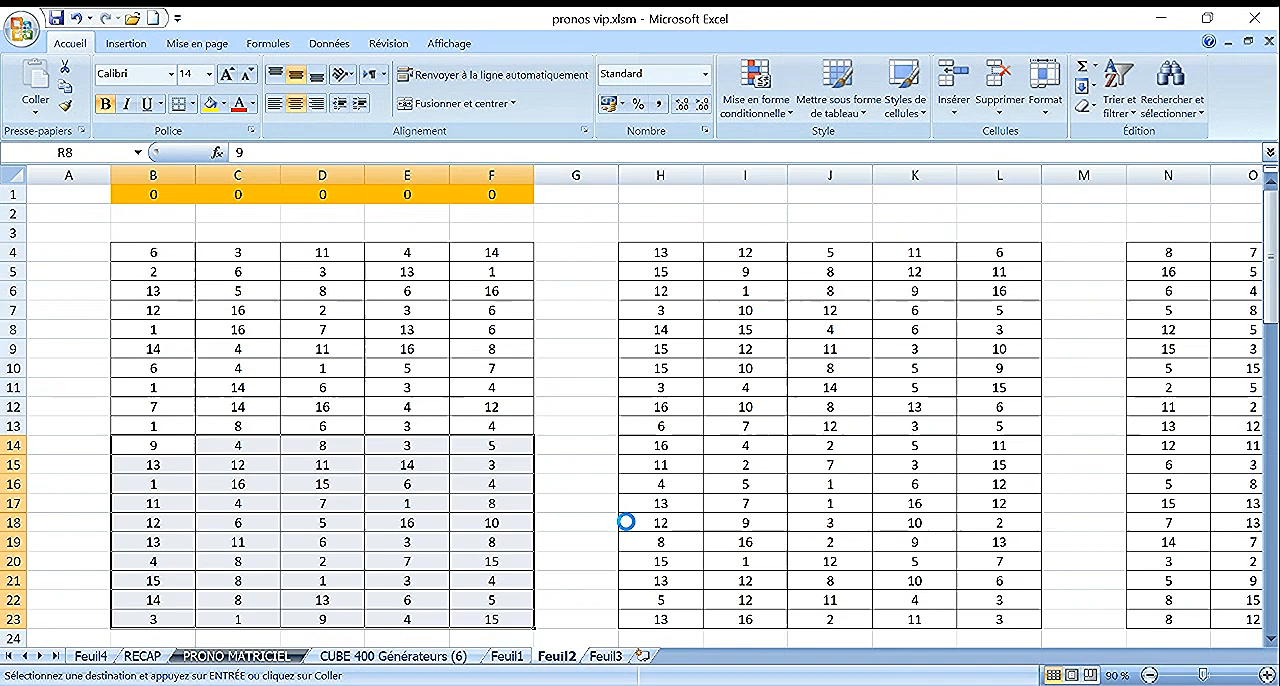 pronos vip.xlsm - Microsoft Excel
Accueil Insertion Mise en page Formules Données Révision Affichage
Calibri 14 Renvoyer à la ligne automatiquement Standard
Coller G I U Fusionner et centrer % Mise en forme conditionnelle Mettre sous forme de tableau Styles de cellules Insérer Supprimer Format Trier et filtrer Rechercher et sélectionner
Presse-papiers Police Alignement Nombre Style Cellules Édition
R8 fx 9
A B C D E F G H I J K L M N O
1 0 0 0 0 0
2
3
4 6 3 11 4 14 13 12 5 11 6 8 7
5 2 6 3 13 1 15 9 8 12 11 16 5
6 13 5 8 6 16 12 1 8 9 16 6 4
7 12 16 2 3 6 3 10 12 6 5 5 8
8 1 16 7 13 6 14 15 4 6 3 12 5
9 14 4 11 16 8 15 12 11 3 10 15 3
10 6 4 1 5 7 15 10 8 5 9 5 15
11 1 14 6 3 4 3 4 14 5 15 2 5
12 7 14 16 4 12 16 10 8 13 6 11 2
13 1 8 6 3 4 6 7 12 3 5 13 12
14 9 4 8 3 5 16 4 2 5 11 12 11
15 13 12 11 14 3 11 2 7 3 15 6 3
16 1 16 15 6 4 4 5 1 6 12 5 8
17 11 4 7 1 8 13 7 1 16 12 15 13
18 12 6 5 16 10 12 9 3 10 2 7 13
19 13 11 6 3 8 8 16 2 9 13 14 7
20 4 8 2 7 15 15 1 12 5 7 3 2
21 15 8 1 3 4 13 12 8 10 6 5 9
22 14 8 13 6 5 5 12 11 4 3 8 15
23 3 1 9 4 15 13 16 2 11 3 8 12
24
Feuil4 RECAP PRONO MATRICIEL CUBE 400 Générateurs (6) Feuil1 Feuil2 Feuil3
Sélectionnez une destination et appuyez sur ENTRÉE ou cliquez sur Coller 90 %